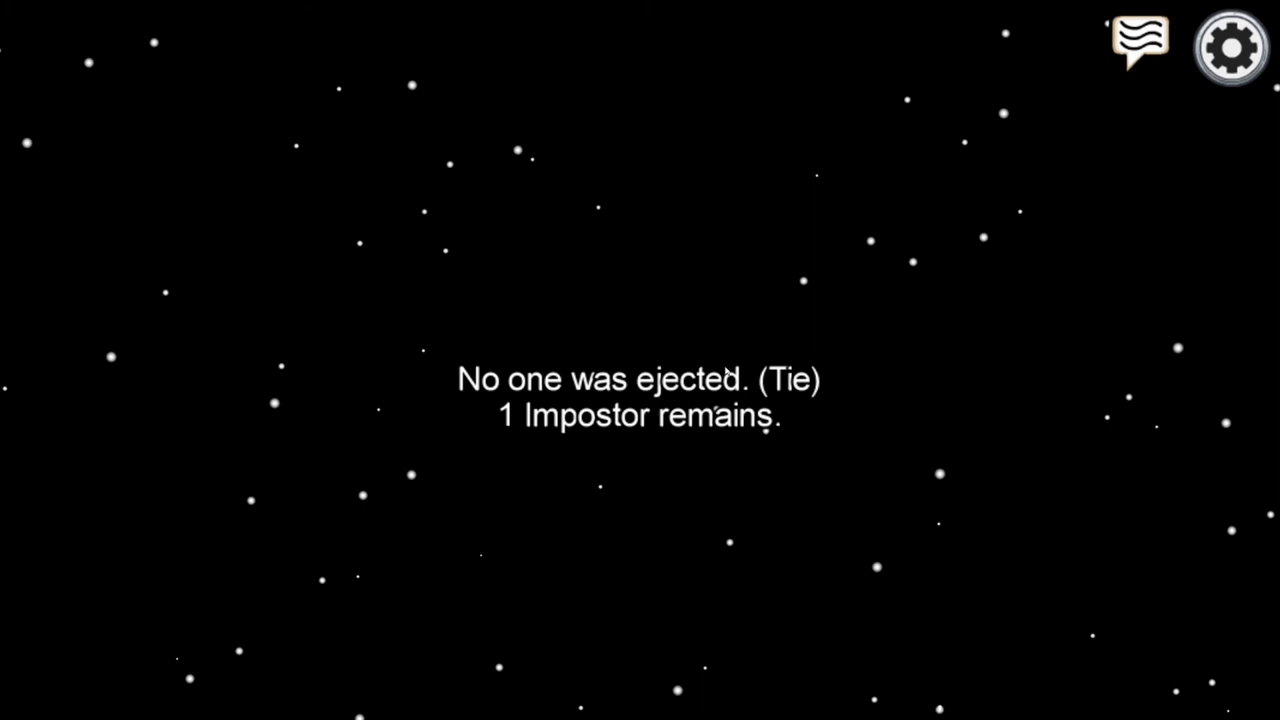 No one was ejected. (Tie)
1 Impostor remains.